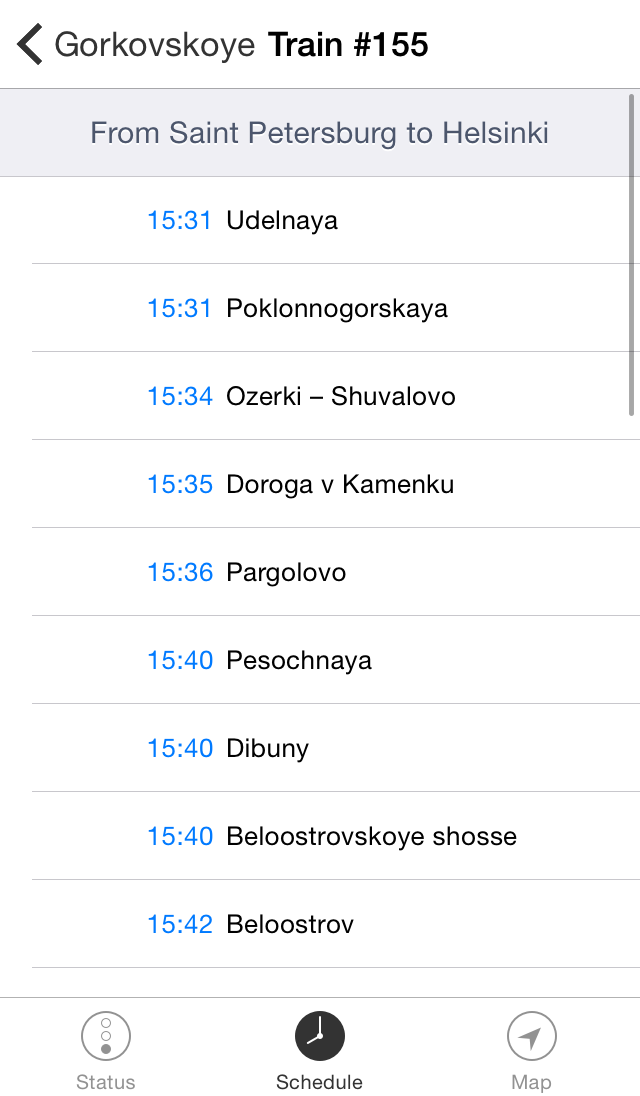 Gorkovskoye Train #155
From Saint Petersburg to Helsinki
15:31 Udelnaya
15:31 Poklonnogorskaya
15:34 Ozerki – Shuvalovo
15:35 Doroga v Kamenku
15:36 Pargolovo
15:40 Pesochnaya
15:40 Dibuny
15:40 Beloostrovskoye shosse
15:42 Beloostrov
Status Schedule Map